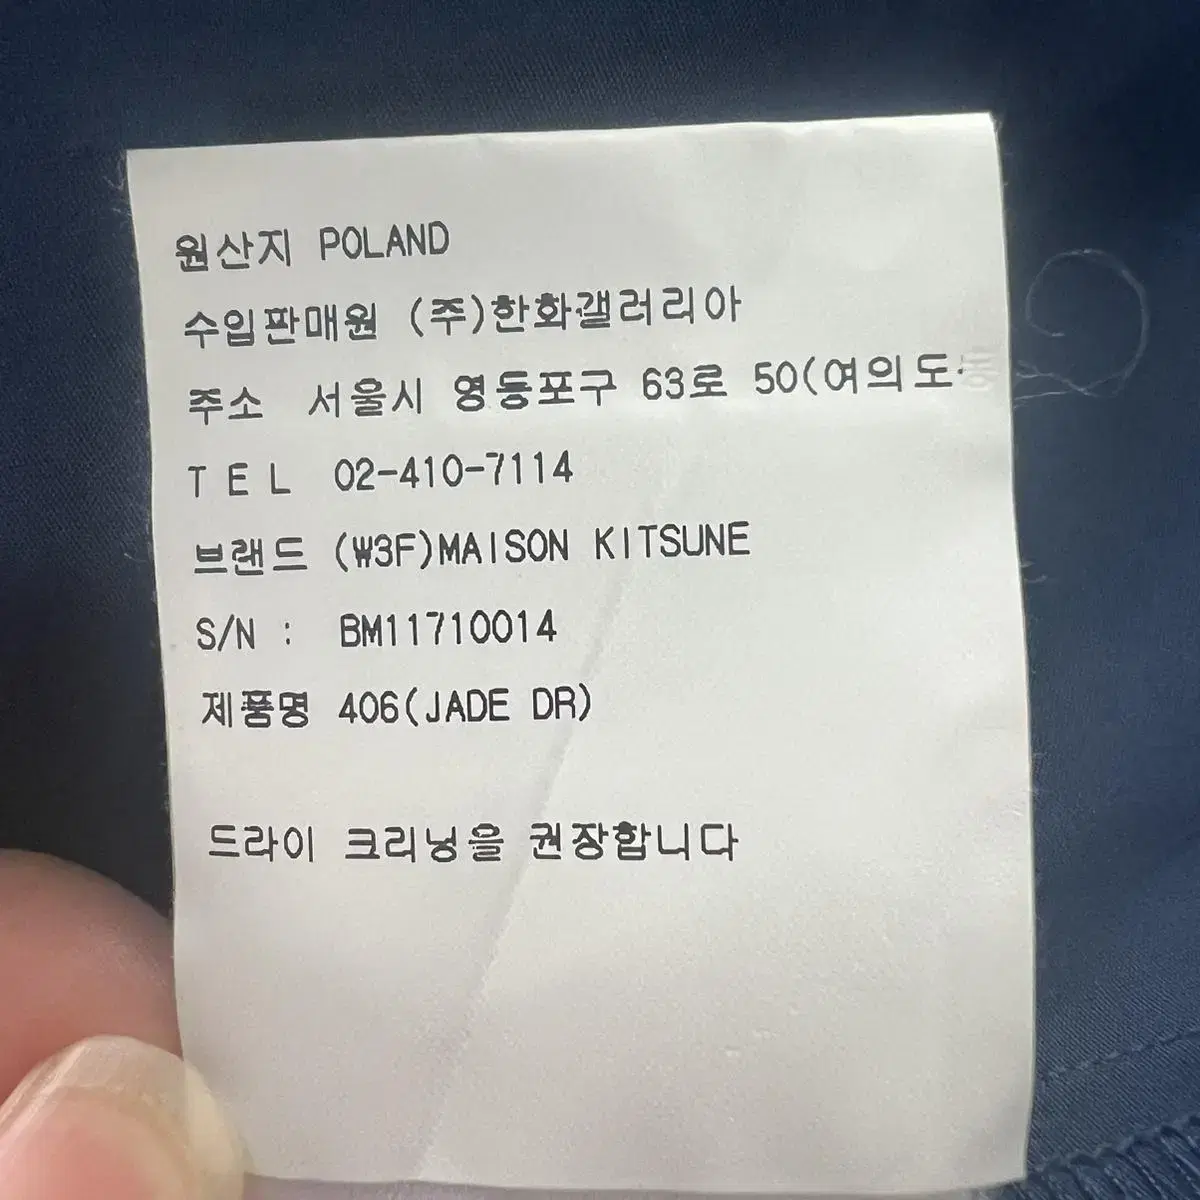 원산지 POLAND
수입판매원 (주)한화갤러리아
주소 서울시 영등포구 63로 50(여의도동
TEL 02-410-7114
브랜드 (₩3F)MAISON KITSUNE
S/N : BM11710014
제품명 406(JADE DR)
드라이 크리닝을 권장합니다